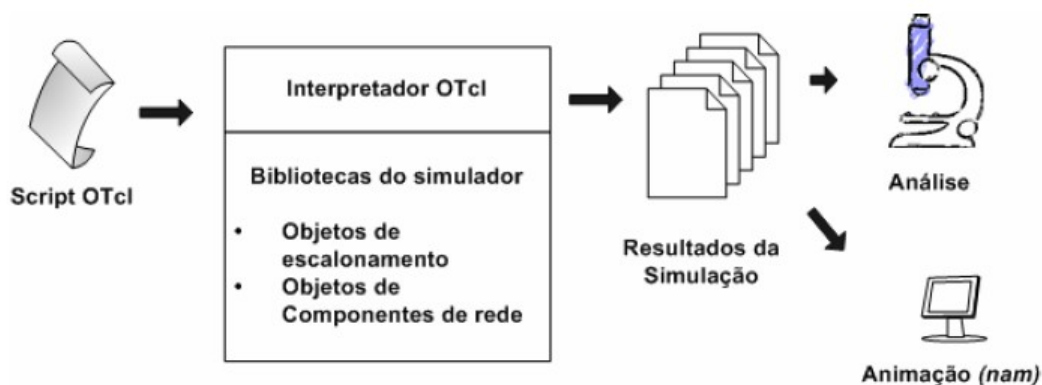 Script OTcl
Interpretador OTcl
Bibliotecas do simulador
• Objetos de
escalonamento
• Objetos de
Componentes de rede
Resultados da
Simulação
Análise
Animação (nam)